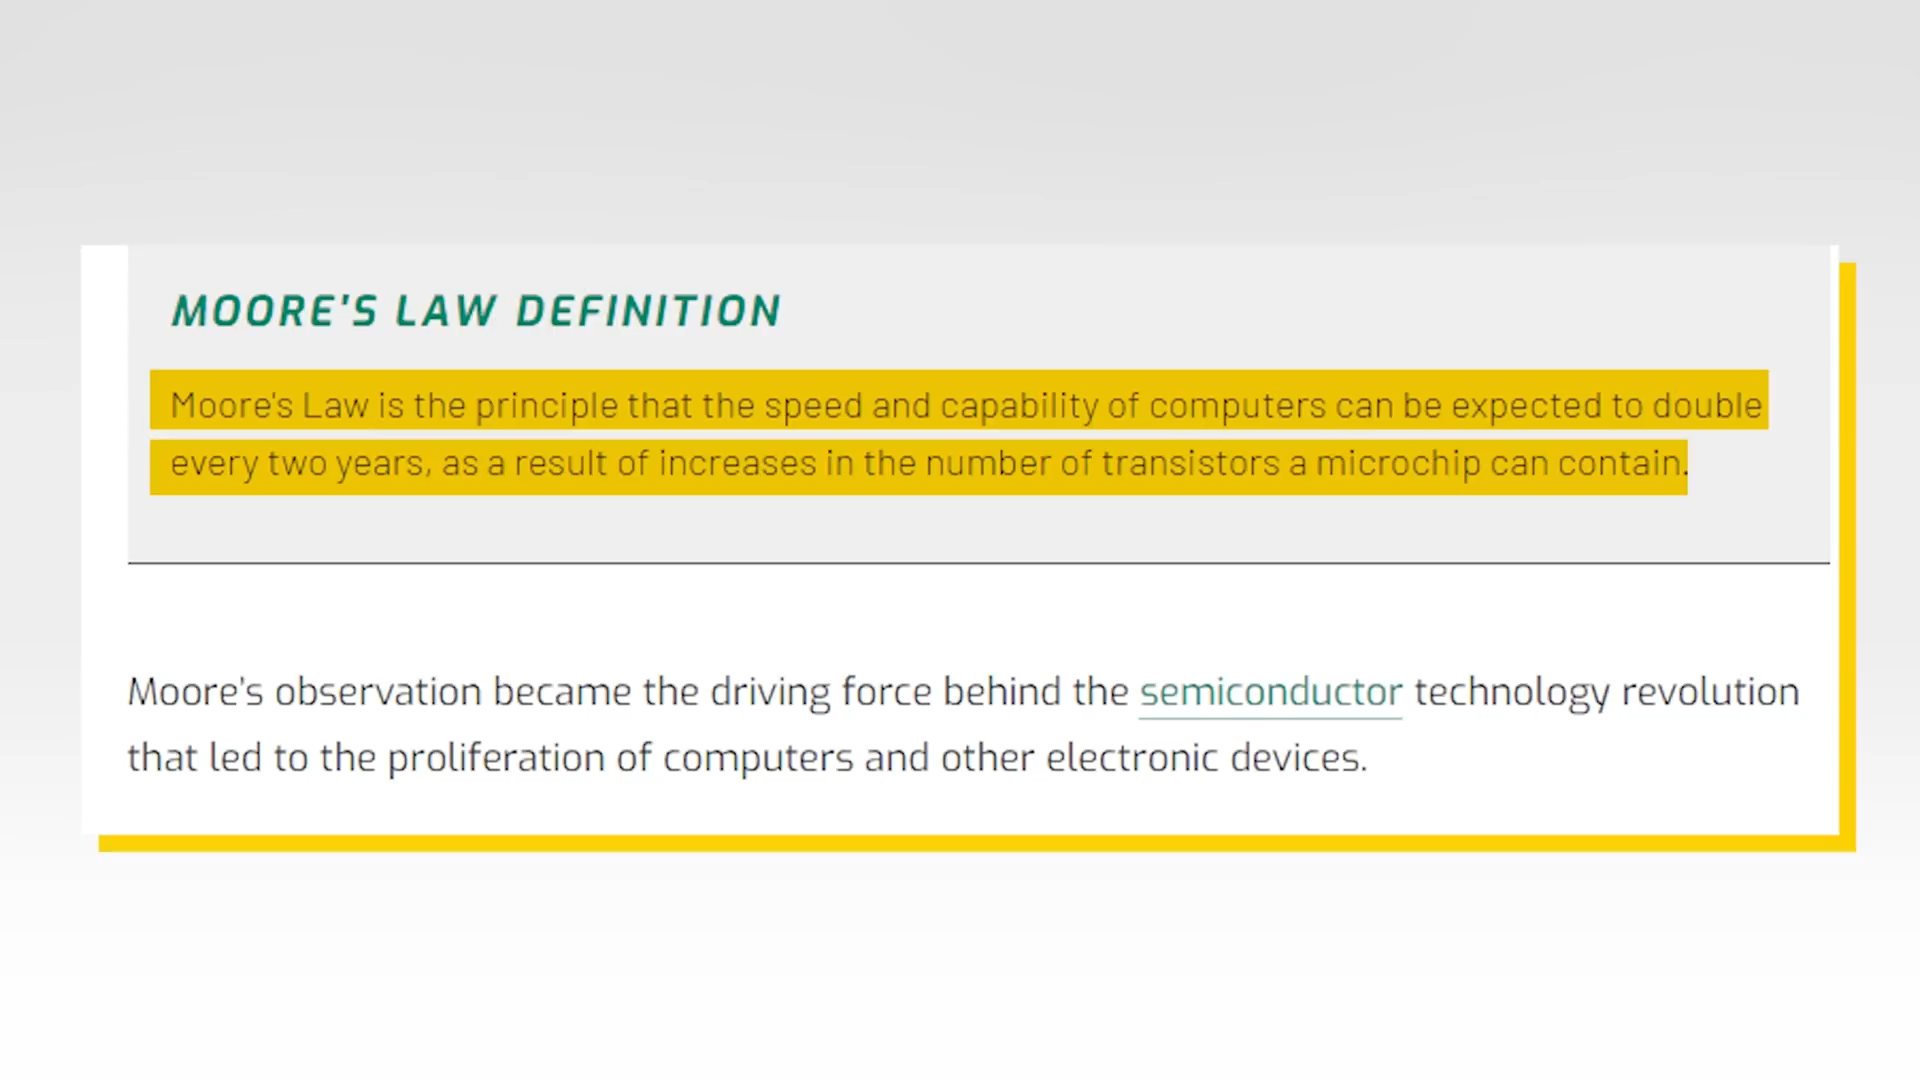 MOORE'S LAW DEFINITION
Moore's Law is the principle that the speed and capability of computers can be expected to double
every two years, as a result of increases in the number of transistors a microchip can contain.
Moore's observation became the driving force behind the semiconductor technology revolution
that led to the proliferation of computers and other electronic devices.